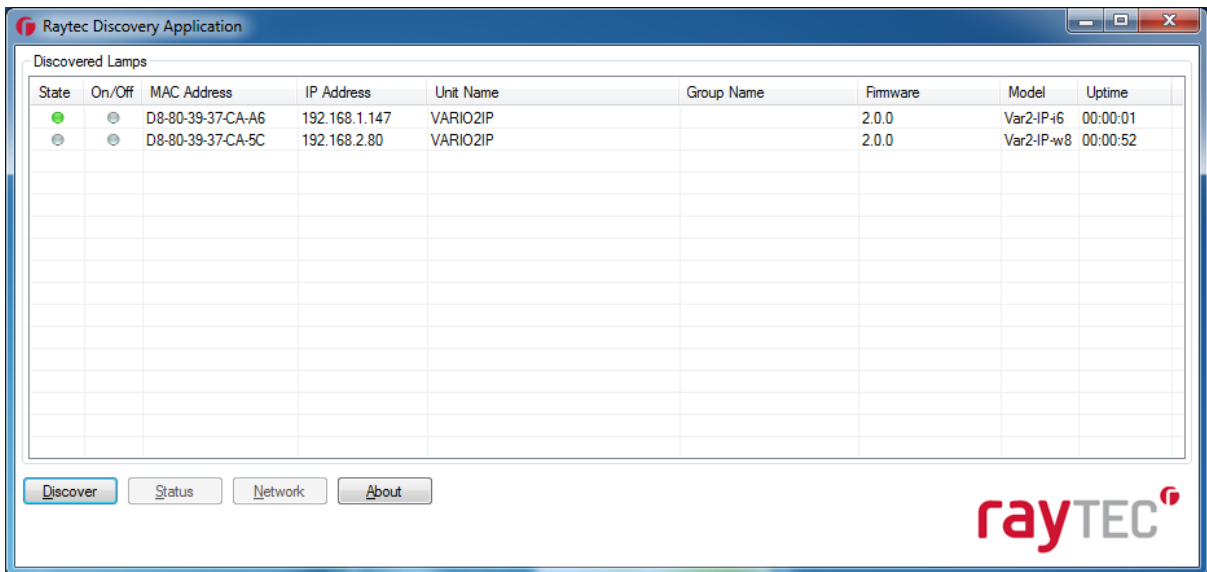 Raytec Discovery Application
Discovered Lamps
State On/Off MAC Address IP Address Unit Name Group Name Firmware Model Uptime
D8-80-39-37-CA-A6 192.168.1.147 VARIO2IP 2.0.0 Var2-IP-i6 00:00:01
D8-80-39-37-CA-5C 192.168.2.80 VARIO2IP 2.0.0 Var2-IP-w8 00:00:52
Discover Status Network About
rayTEC